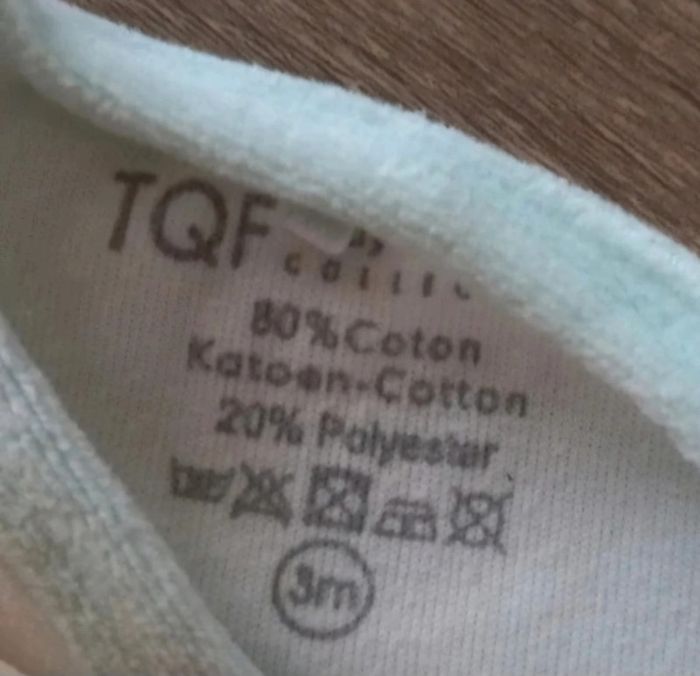 TQF
80%Coton
Katoen-Cotton
20% Polyester
3m